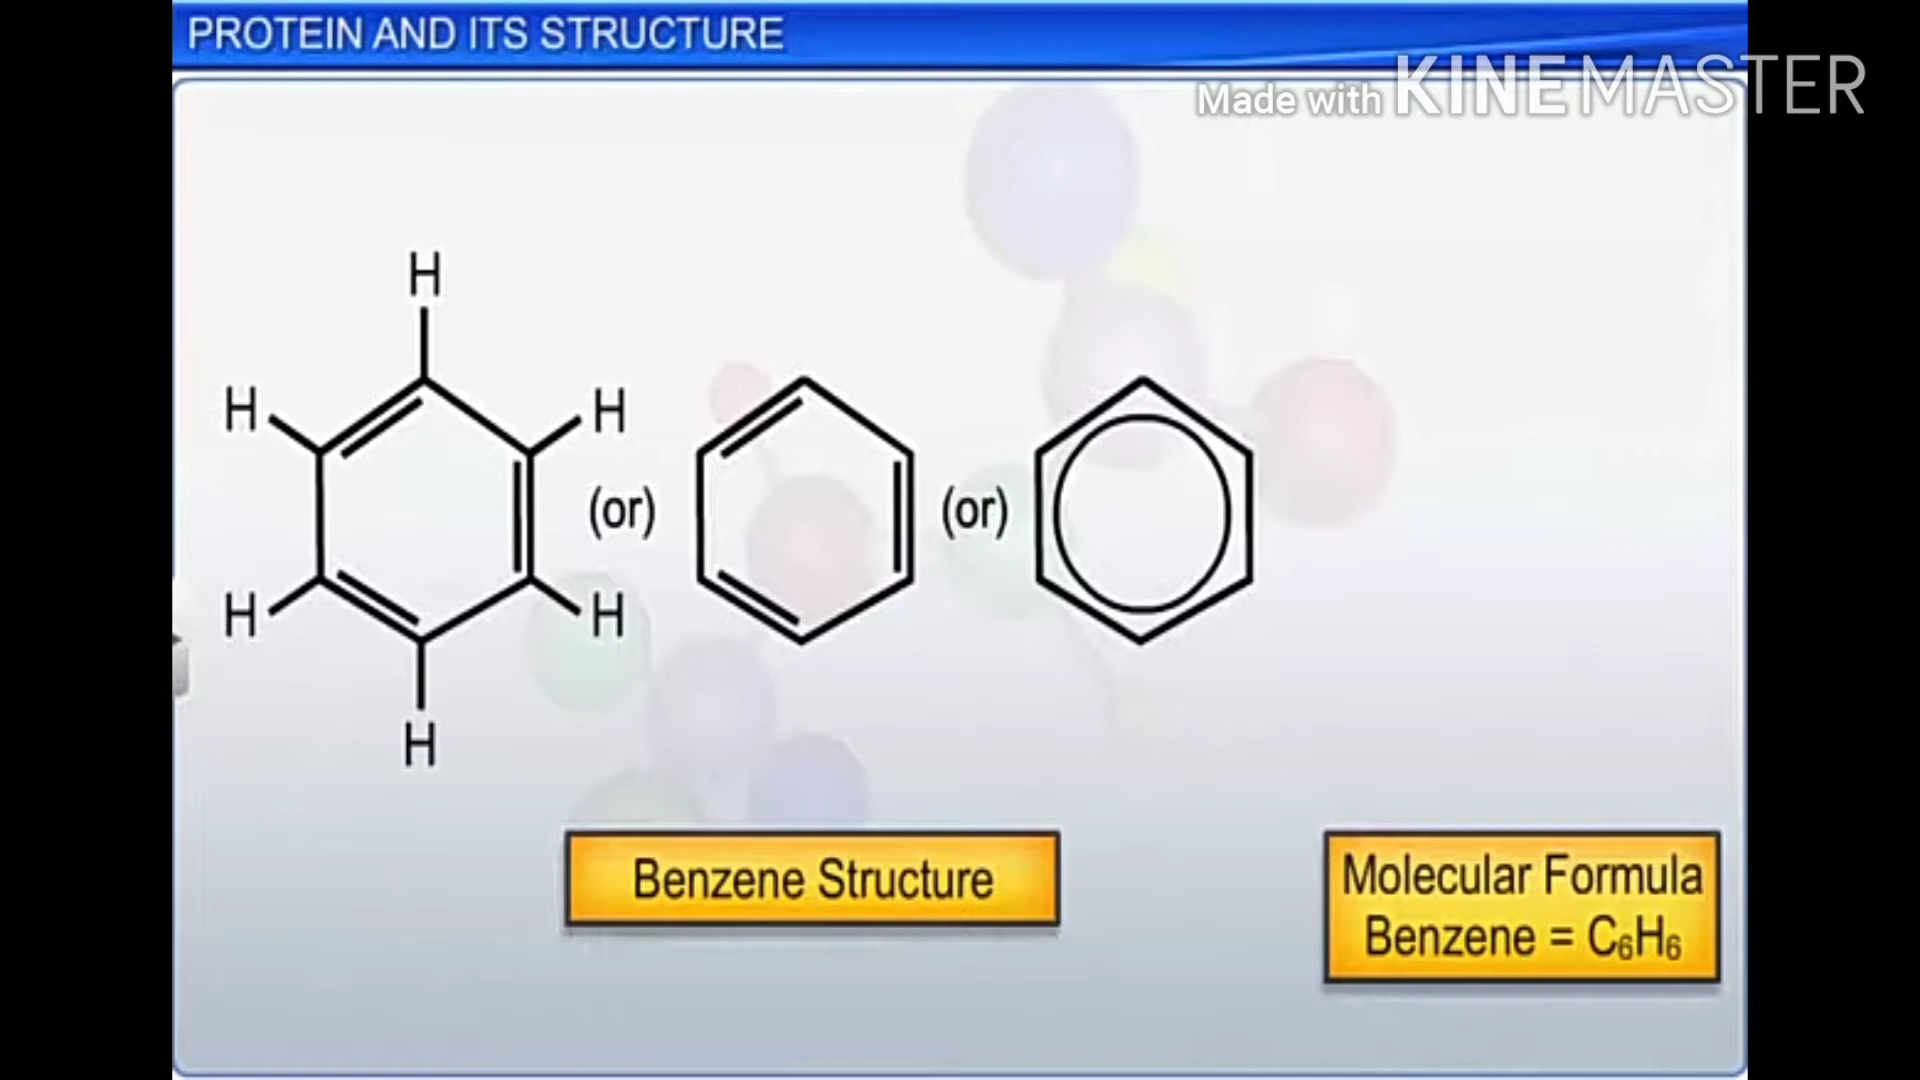 PROTEIN AND ITS STRUCTURE
Made with KINEMASTER
H
H
H
(or)
(or)
H
H
H
Benzene Structure
Molecular Formula
Benzene = C₆H₆